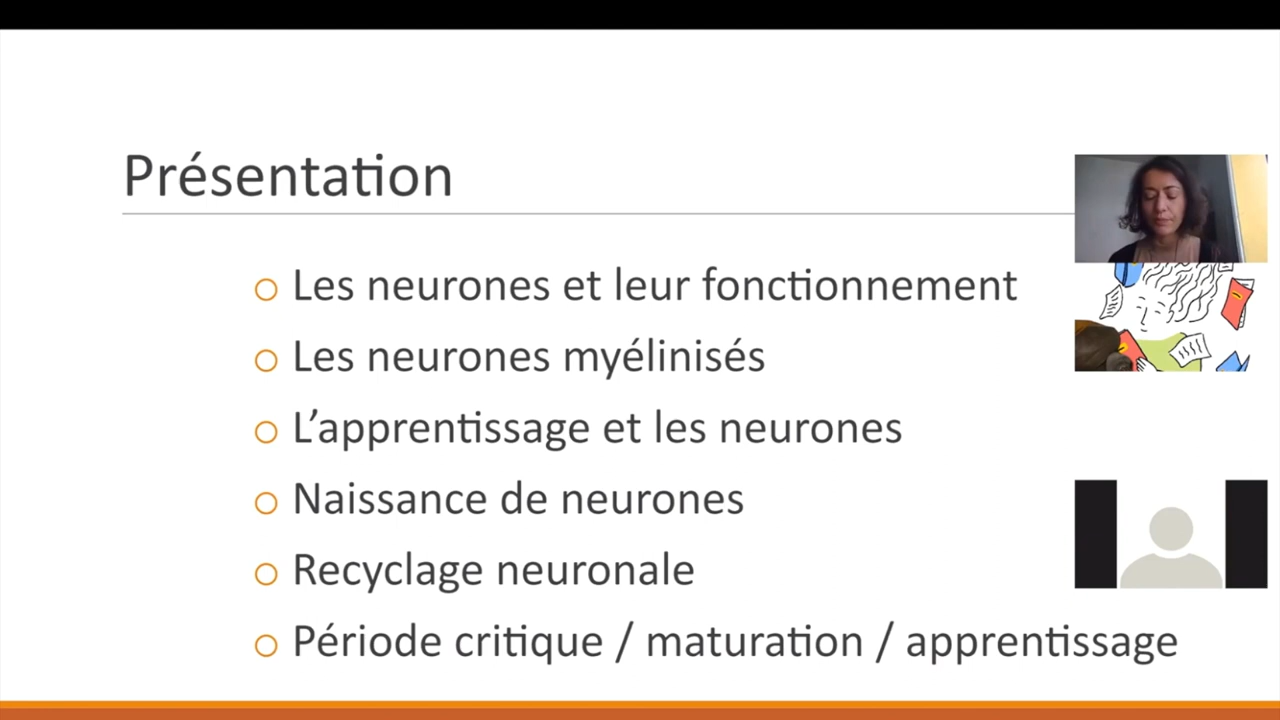 Présentation
Les neurones et leur fonctionnement
Les neurones myélinisés
L’apprentissage et les neurones
Naissance de neurones
Recyclage neuronale
Période critique / maturation / apprentissage